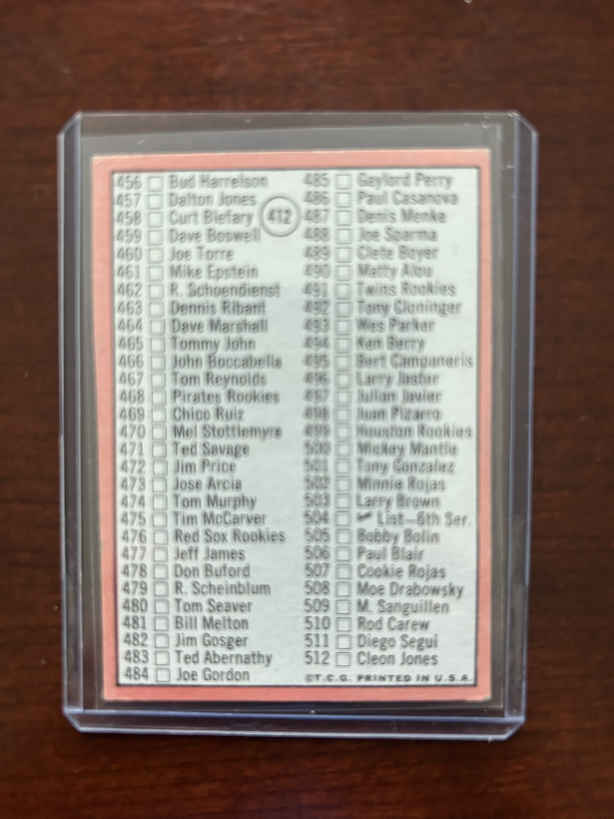 456 Bud Harrelson
457 Dalton Jones
458 Curt Blefary
459 Dave Boswell
460 Joe Torre
461 Mike Epstein
462 R. Schoendienst
463 Dennis Ribant
464 Dave Marshall
465 Tommy John
466 John Boccabella
467 Tom Reynolds
468 Pirates Rookies
469 Chico Ruiz
470 Mel Stottlemyre
471 Ted Savage
472 Jim Price
473 Jose Arcia
474 Tom Murphy
475 Tim McCarver
476 Red Sox Rookies
477 Jeff James
478 Don Buford
479 R. Scheinblum
480 Tom Seaver
481 Bill Melton
482 Jim Gosger
483 Ted Abernathy
484 Joe Gordon
412
485 Gaylord Perry
486 Paul Casanova
487 Denis Menke
488 Joe Sparma
489 Clete Boyer
490 Matty Alou
491 Twins Rookies
492 Tony Cloninger
493 Wes Parker
494 Ken Berry
495 Bert Campaneris
496 Larry Jaster
497 Julian Javier
498 Juan Pizarro
499 Houston Rookies
500 Mickey Mantle
501 Tony Gonzalez
502 Minnie Rojas
503 Larry Brown
504 ✔ List—6th Ser.
505 Bobby Bolin
506 Paul Blair
507 Cookie Rojas
508 Moe Drabowsky
509 M. Sanguillen
510 Rod Carew
511 Diego Segui
512 Cleon Jones
©T.C.G. PRINTED IN U.S.A.